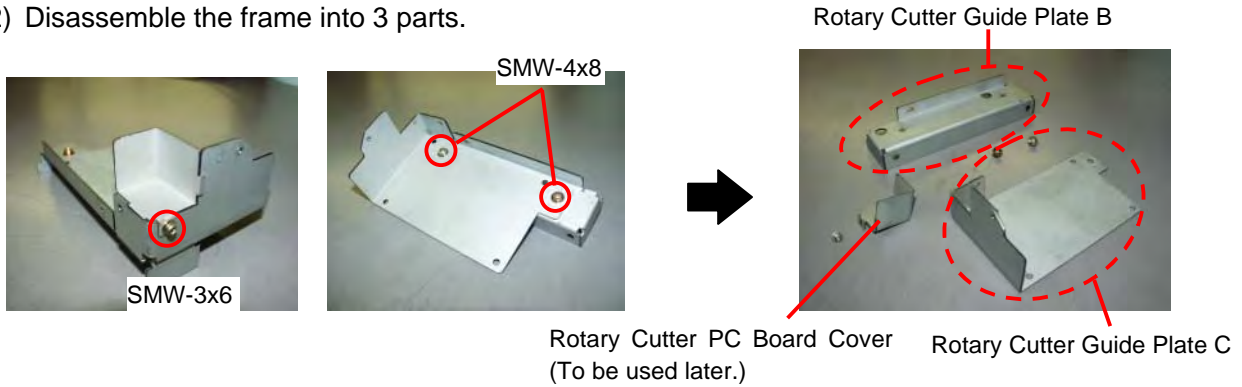 2) Disassemble the frame into 3 parts.
Rotary Cutter Guide Plate B
SMW-4x8
SMW-3x6
Rotary Cutter PC Board Cover
(To be used later.)
Rotary Cutter Guide Plate C